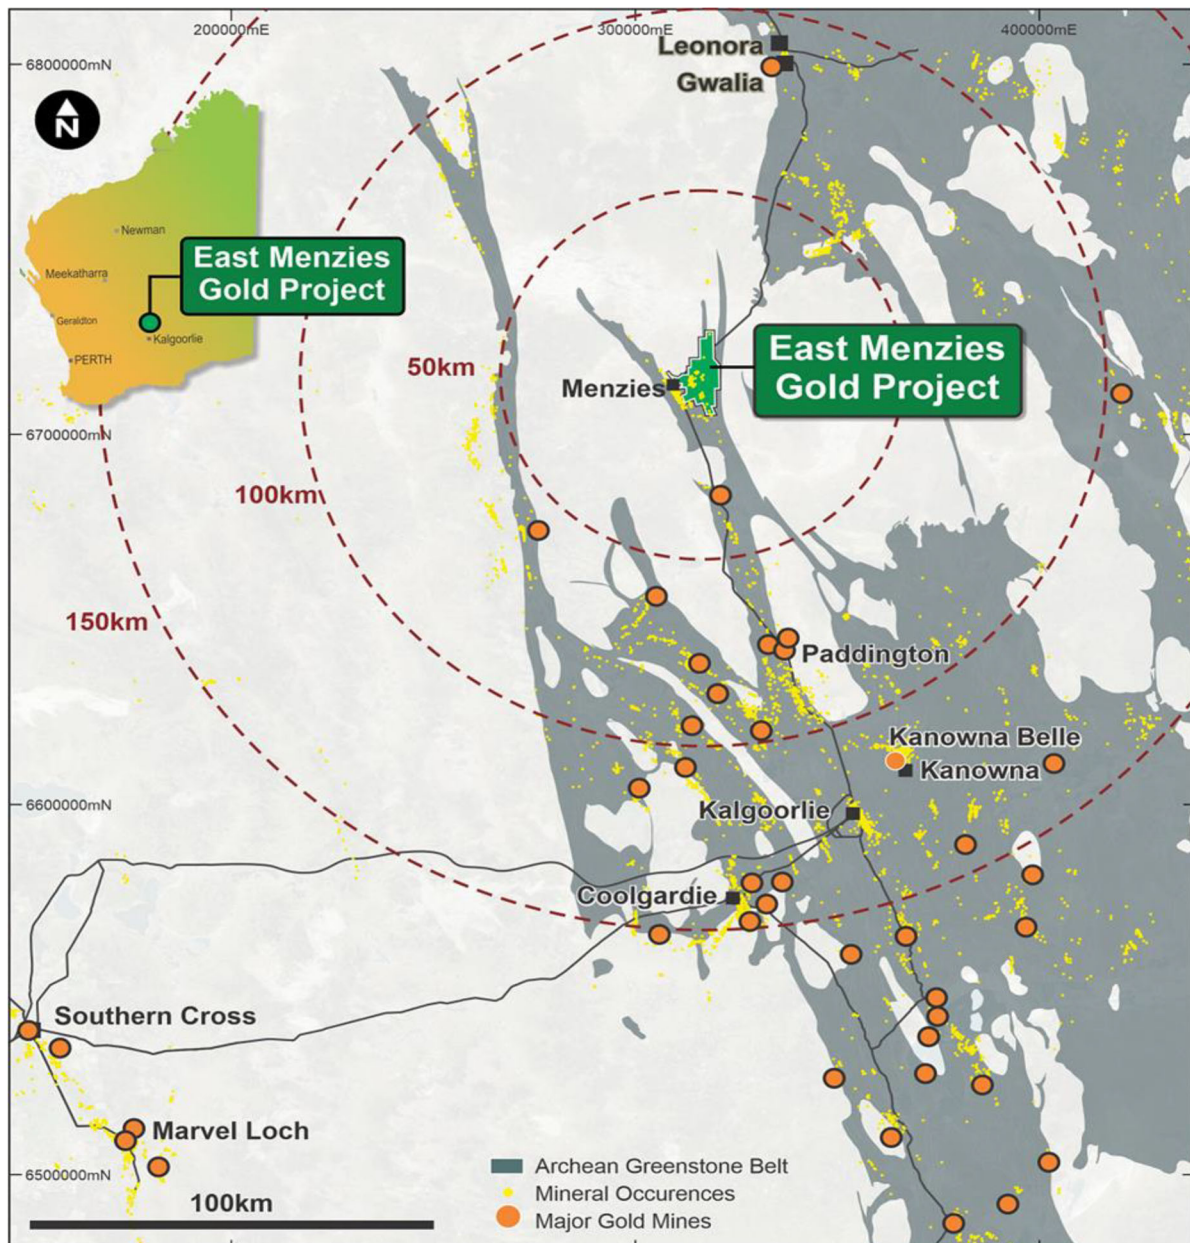 200000mE
300000mE
400000mE
Leonora
Gwalia
6800000mN
N
Newman
Meekatharra
Geraldton
Kalgoorlie
PERTH
East Menzies
Gold Project
50km
Menzies
East Menzies
Gold Project
6700000mN
100km
150km
Paddington
Kanowna Belle
Kanowna
6600000mN
Kalgoorlie
Coolgardie
Southern Cross
Marvel Loch
6500000mN
100km
Archean Greenstone Belt
Mineral Occurences
Major Gold Mines